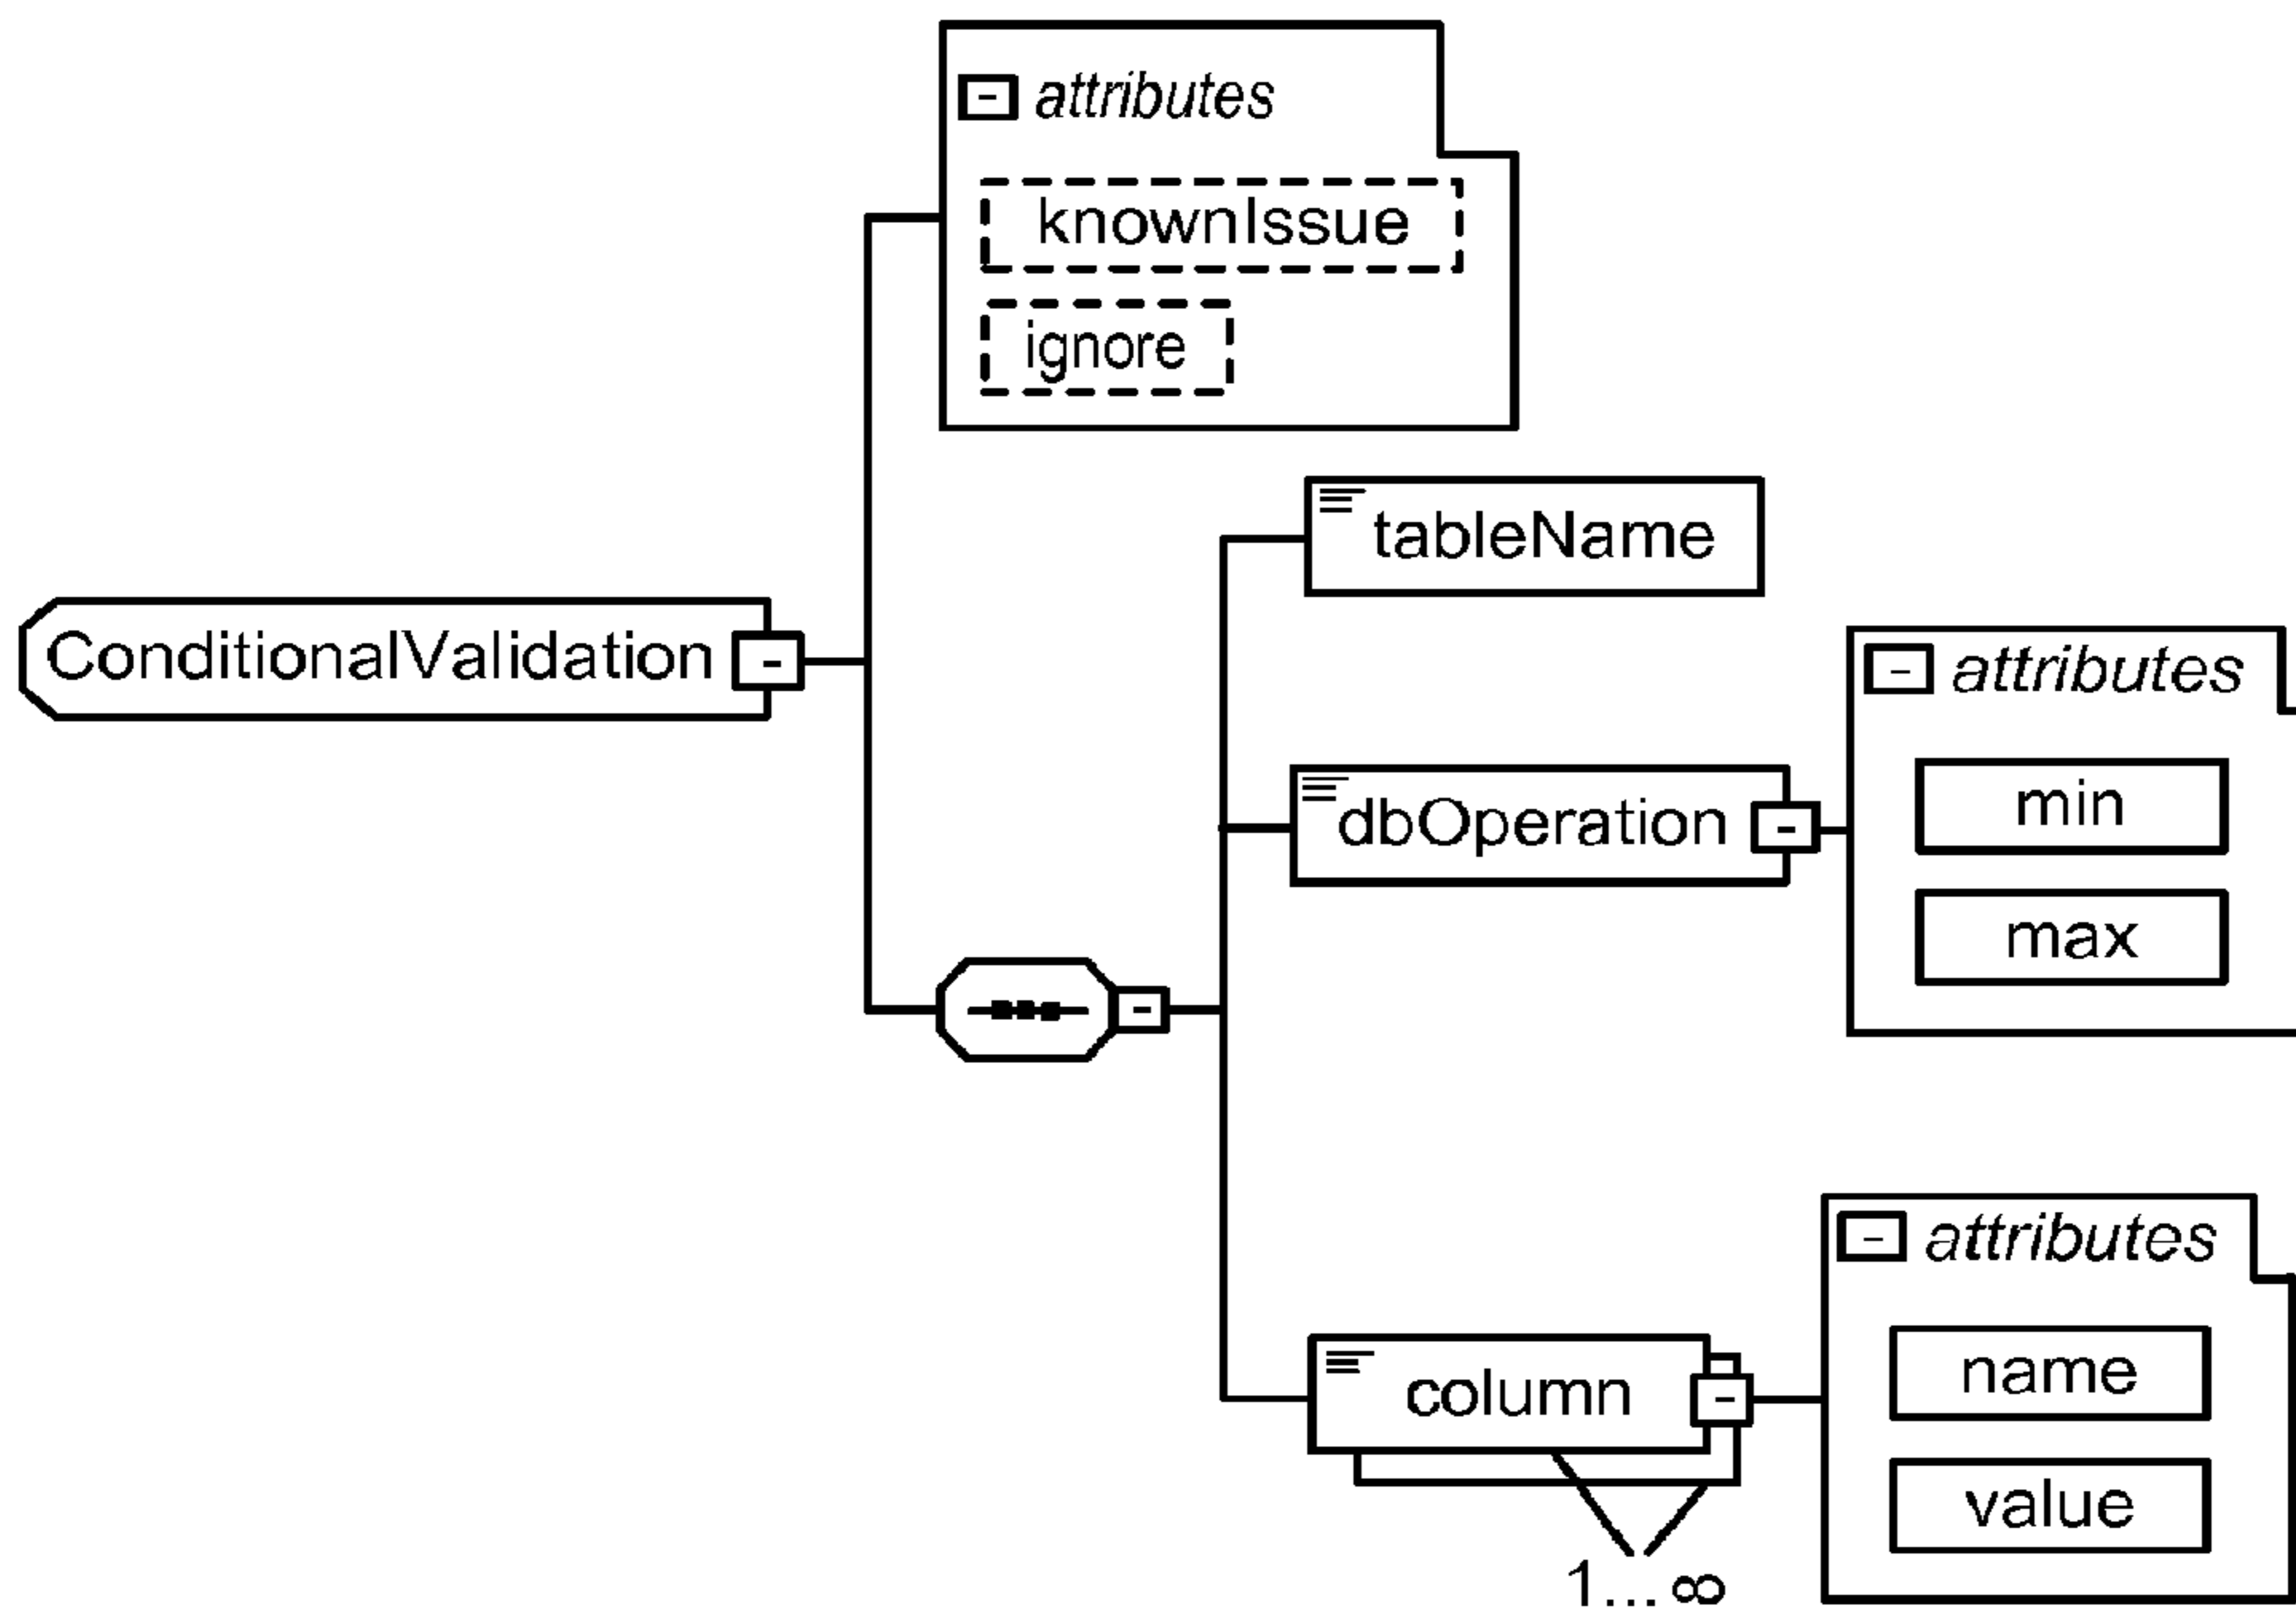 attributes
knownIssue
ignore
tableName
ConditionalValidation
attributes
dbOperation
min
max
attributes
column
name
value
1...∞